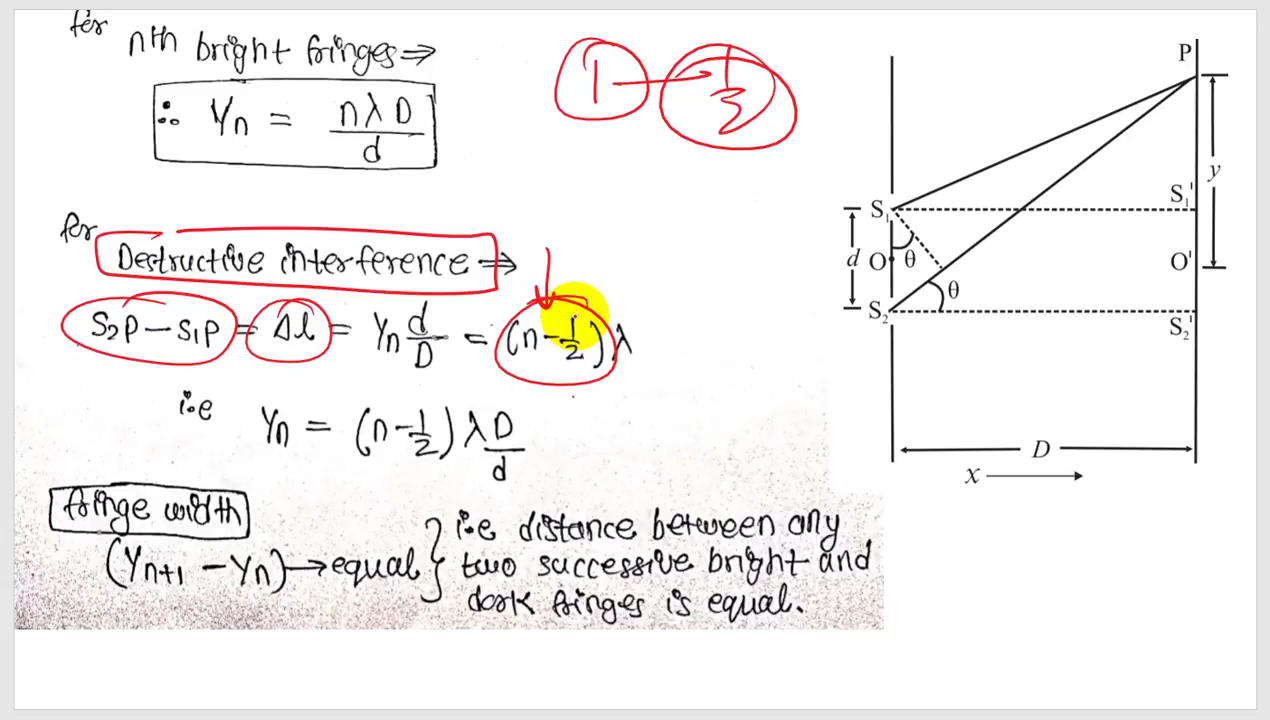 for
nth bright fringes ⇒
∴ Yn = nλD/d
1 → 1
3
for
Destructive interference ⇒
S2P − S1P = Δl = Yn d/D = (n − 1/2) λ
i.e Yn = (n − 1/2) λ D/d
fringe width
(Yn+1 − Yn) → equal } i.e distance between any
two successive bright and
dark fringes is equal.
P
y
S1
S1'
d
O
θ
O'
θ
S2
S2'
D
x